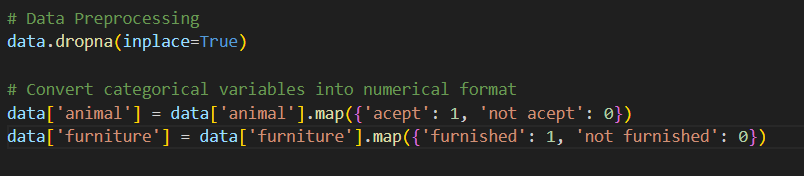 # Data Preprocessing
data.dropna(inplace=True)
# Convert categorical variables into numerical format
data['animal'] = data['animal'].map({'acept': 1, 'not acept': 0})
data['furniture'] = data['furniture'].map({'furnished': 1, 'not furnished': 0})